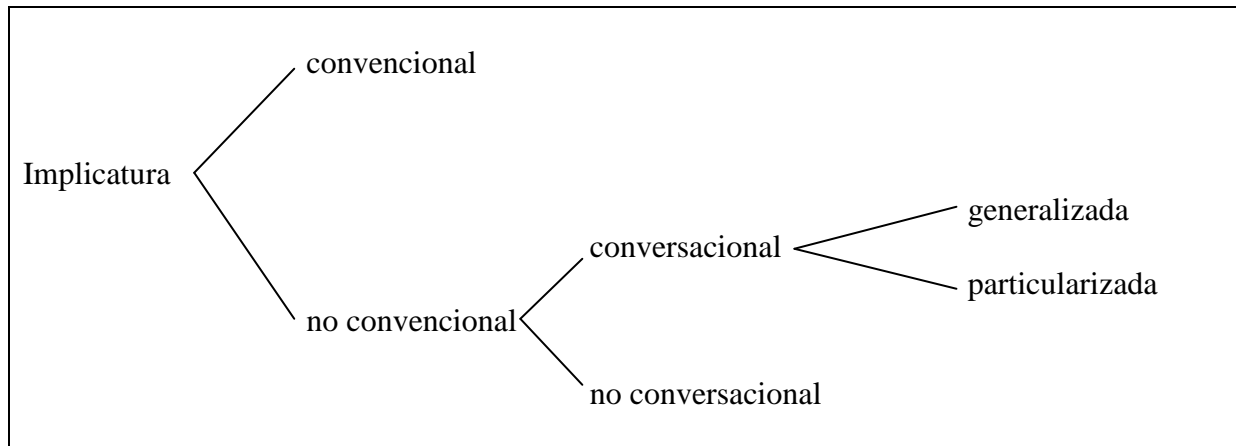 convencional
Implicatura
generalizada
conversacional
particularizada
no convencional
no conversacional